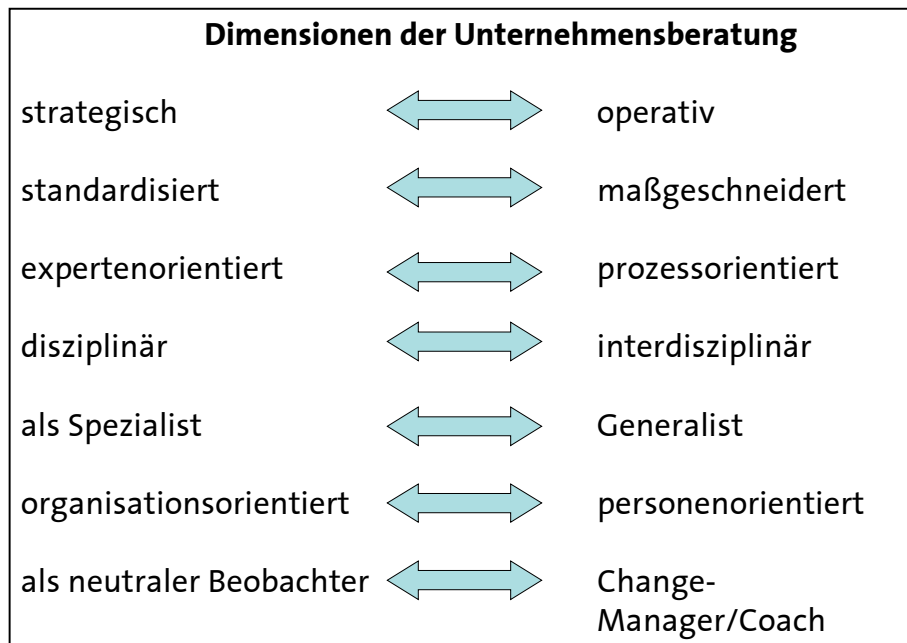 Dimensionen der Unternehmensberatung
strategisch operativ
standardisiert maßgeschneidert
expertenorientiert prozessorientiert
disziplinär interdisziplinär
als Spezialist Generalist
organisationsorientiert personenorientiert
als neutraler Beobachter Change-
Manager/Coach